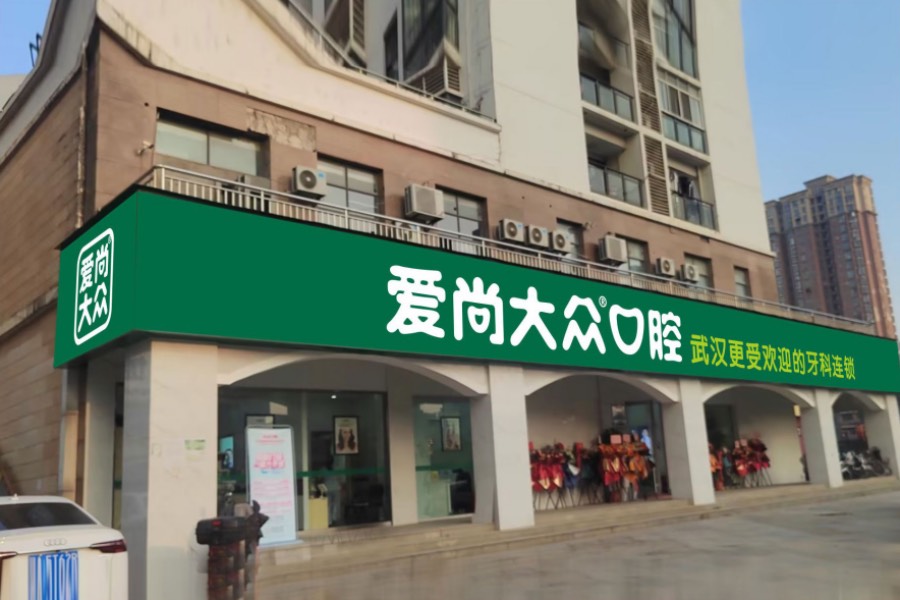 爱尚
大众
爱尚大众®口腔
武汉更受欢迎的牙科连锁